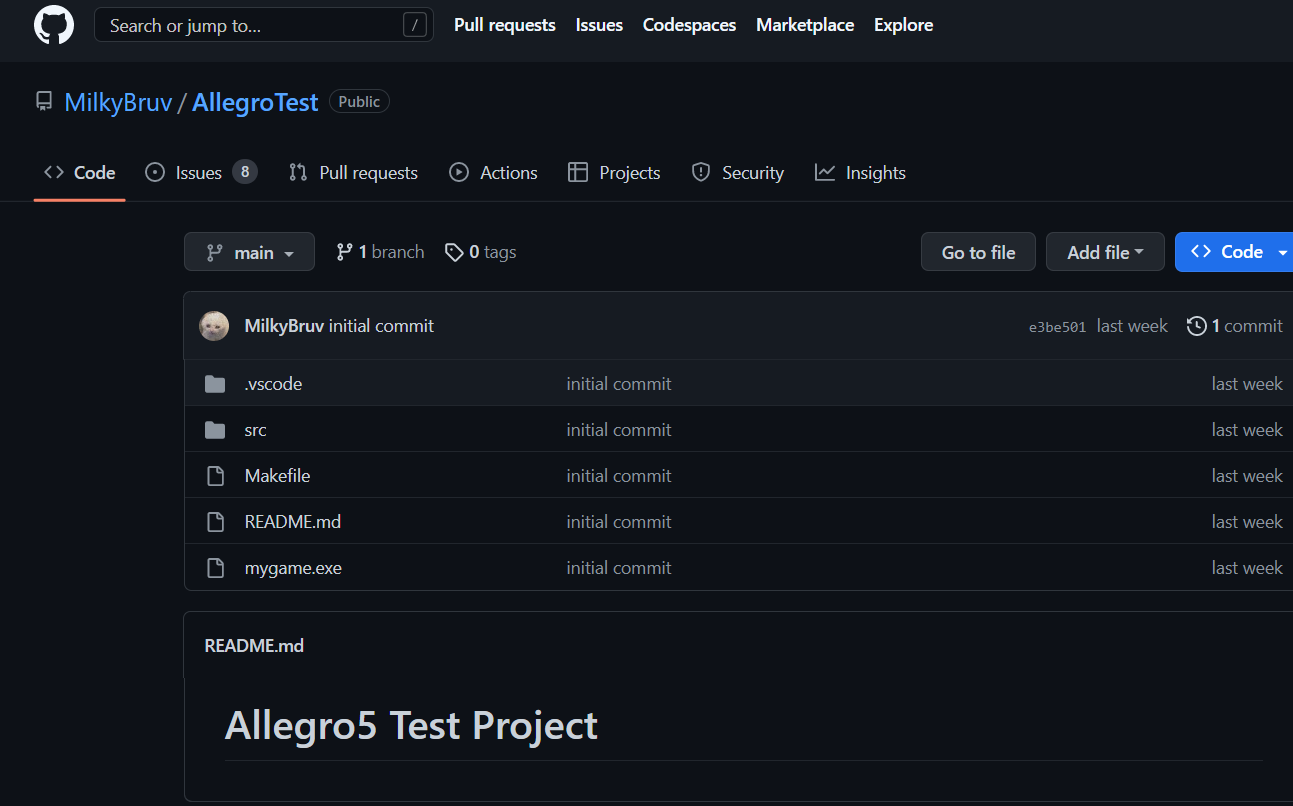 Search or jump to... /
Pull requests Issues Codespaces Marketplace Explore
MilkyBruv / AllegroTest Public
Code Issues 8 Pull requests Actions Projects Security Insights
main 1 branch 0 tags Go to file Add file Code
MilkyBruv initial commit e3be501 last week 1 commit
.vscode initial commit last week
src initial commit last week
Makefile initial commit last week
README.md initial commit last week
mygame.exe initial commit last week
README.md
Allegro5 Test Project